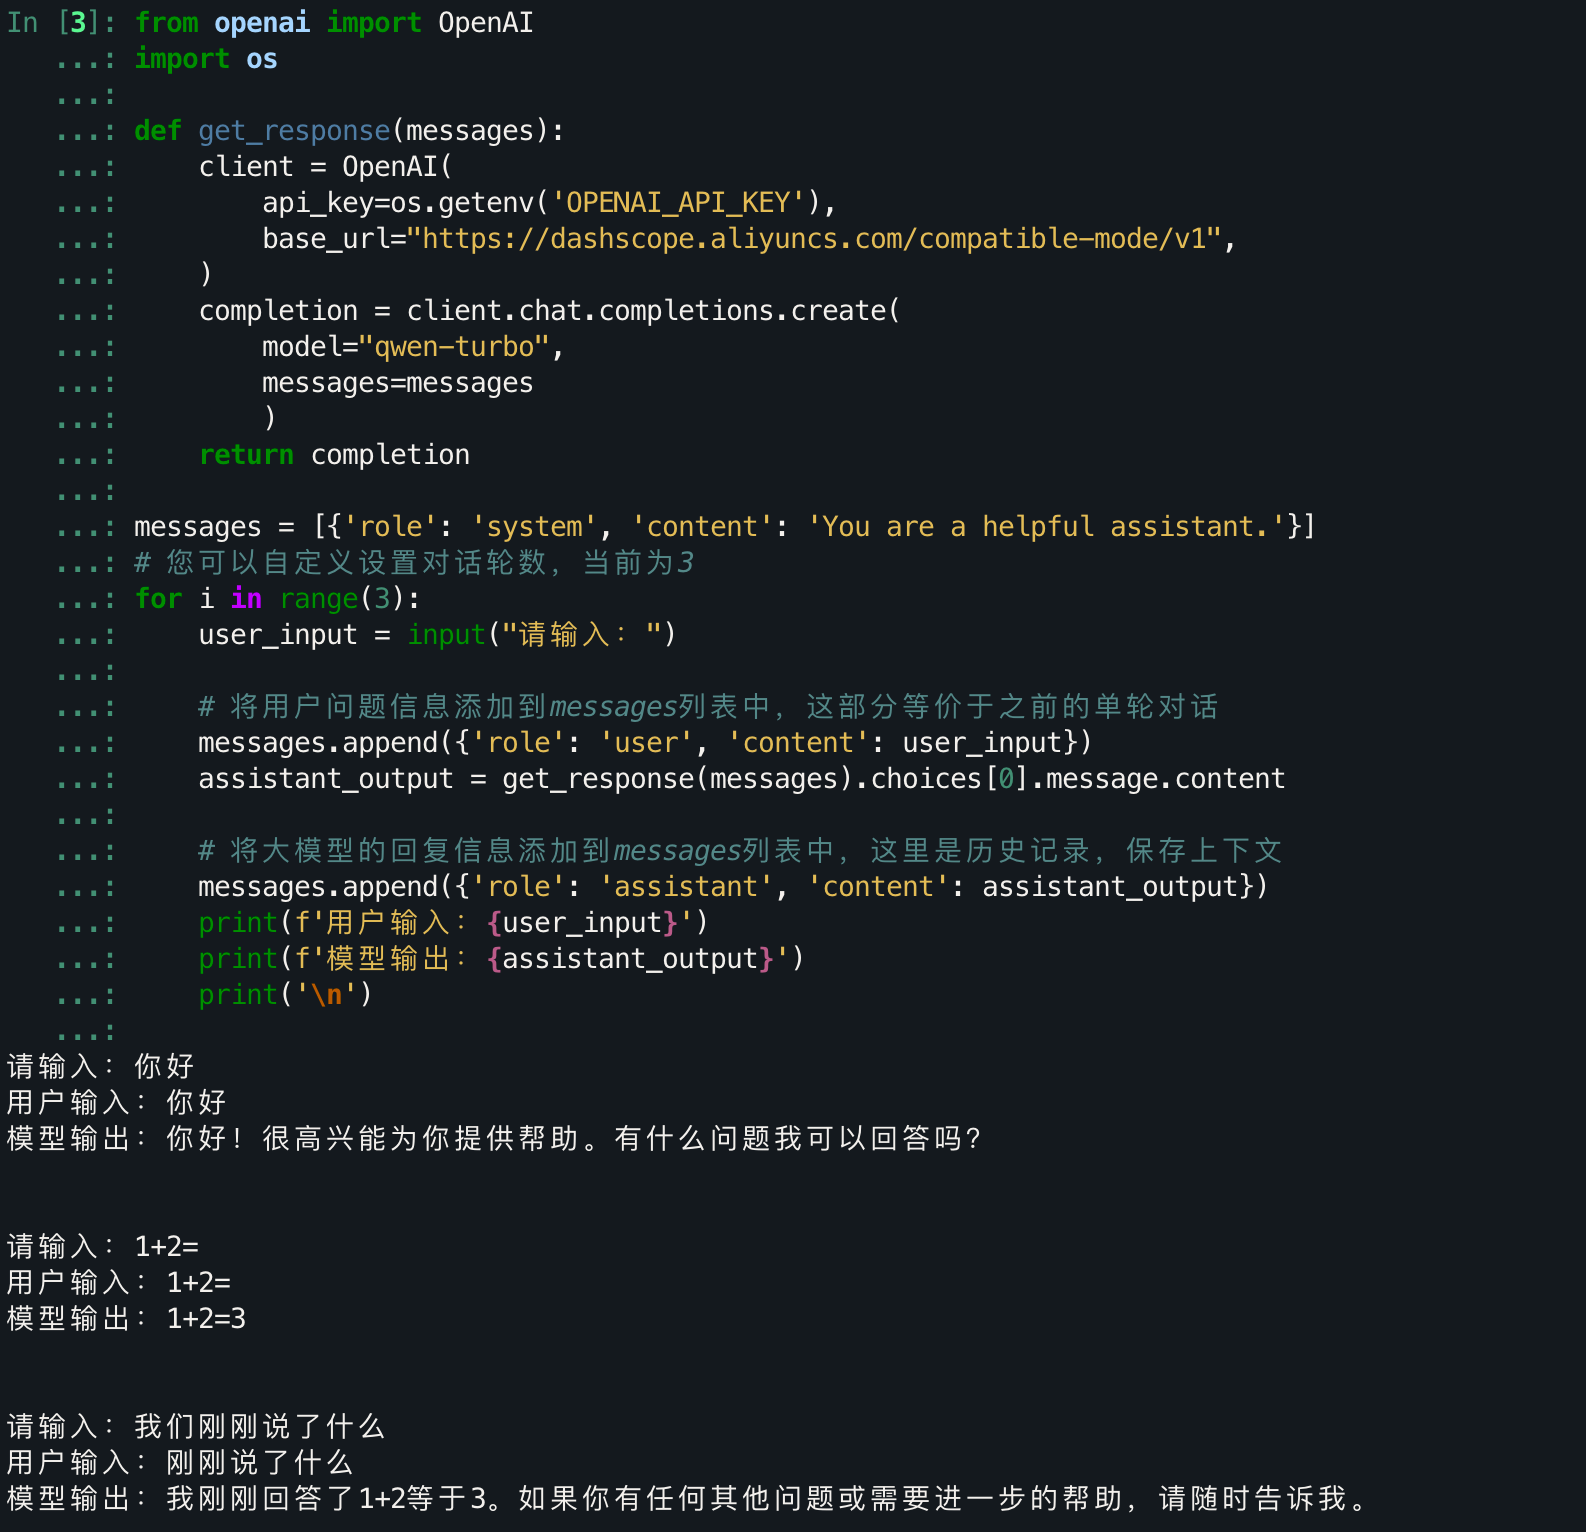 In [3]: from openai import OpenAI
   ...: import os
   ...:
   ...: def get_response(messages):
   ...:     client = OpenAI(
   ...:         api_key=os.getenv('OPENAI_API_KEY'),
   ...:         base_url="https://dashscope.aliyuncs.com/compatible-mode/v1",
   ...:     )
   ...:     completion = client.chat.completions.create(
   ...:         model="qwen-turbo",
   ...:         messages=messages
   ...:         )
   ...:     return completion
   ...:
   ...: messages = [{'role': 'system', 'content': 'You are a helpful assistant.'}]
   ...: # 您可以自定义设置对话轮数，当前为3
   ...: for i in range(3):
   ...:     user_input = input("请输入：")
   ...:
   ...:     # 将用户问题信息添加到messages列表中，这部分等价于之前的单轮对话
   ...:     messages.append({'role': 'user', 'content': user_input})
   ...:     assistant_output = get_response(messages).choices[0].message.content
   ...:
   ...:     # 将大模型的回复信息添加到messages列表中，这里是历史记录，保存上下文
   ...:     messages.append({'role': 'assistant', 'content': assistant_output})
   ...:     print(f'用户输入：{user_input}')
   ...:     print(f'模型输出：{assistant_output}')
   ...:     print('\n')
   ...:
请输入：你好
用户输入：你好
模型输出：你好！很高兴能为你提供帮助。有什么问题我可以回答吗？
请输入：1+2=
用户输入：1+2=
模型输出：1+2=3
请输入：我们刚刚说了什么
用户输入：刚刚说了什么
模型输出：我刚刚回答了1+2等于3。如果你有任何其他问题或需要进一步的帮助，请随时告诉我。